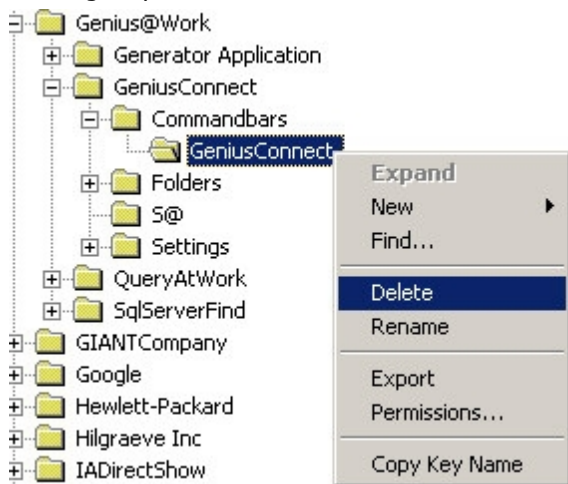 Genius@Work
Generator Application
GeniusConnect
Commandbars
GeniusConnect
Folders
S@
Settings
QueryAtWork
SqlServerFind
GIANTCompany
Google
Hewlett-Packard
Hilgraeve Inc
IADirectShow
Expand
New
Find...
Delete
Rename
Export
Permissions...
Copy Key Name